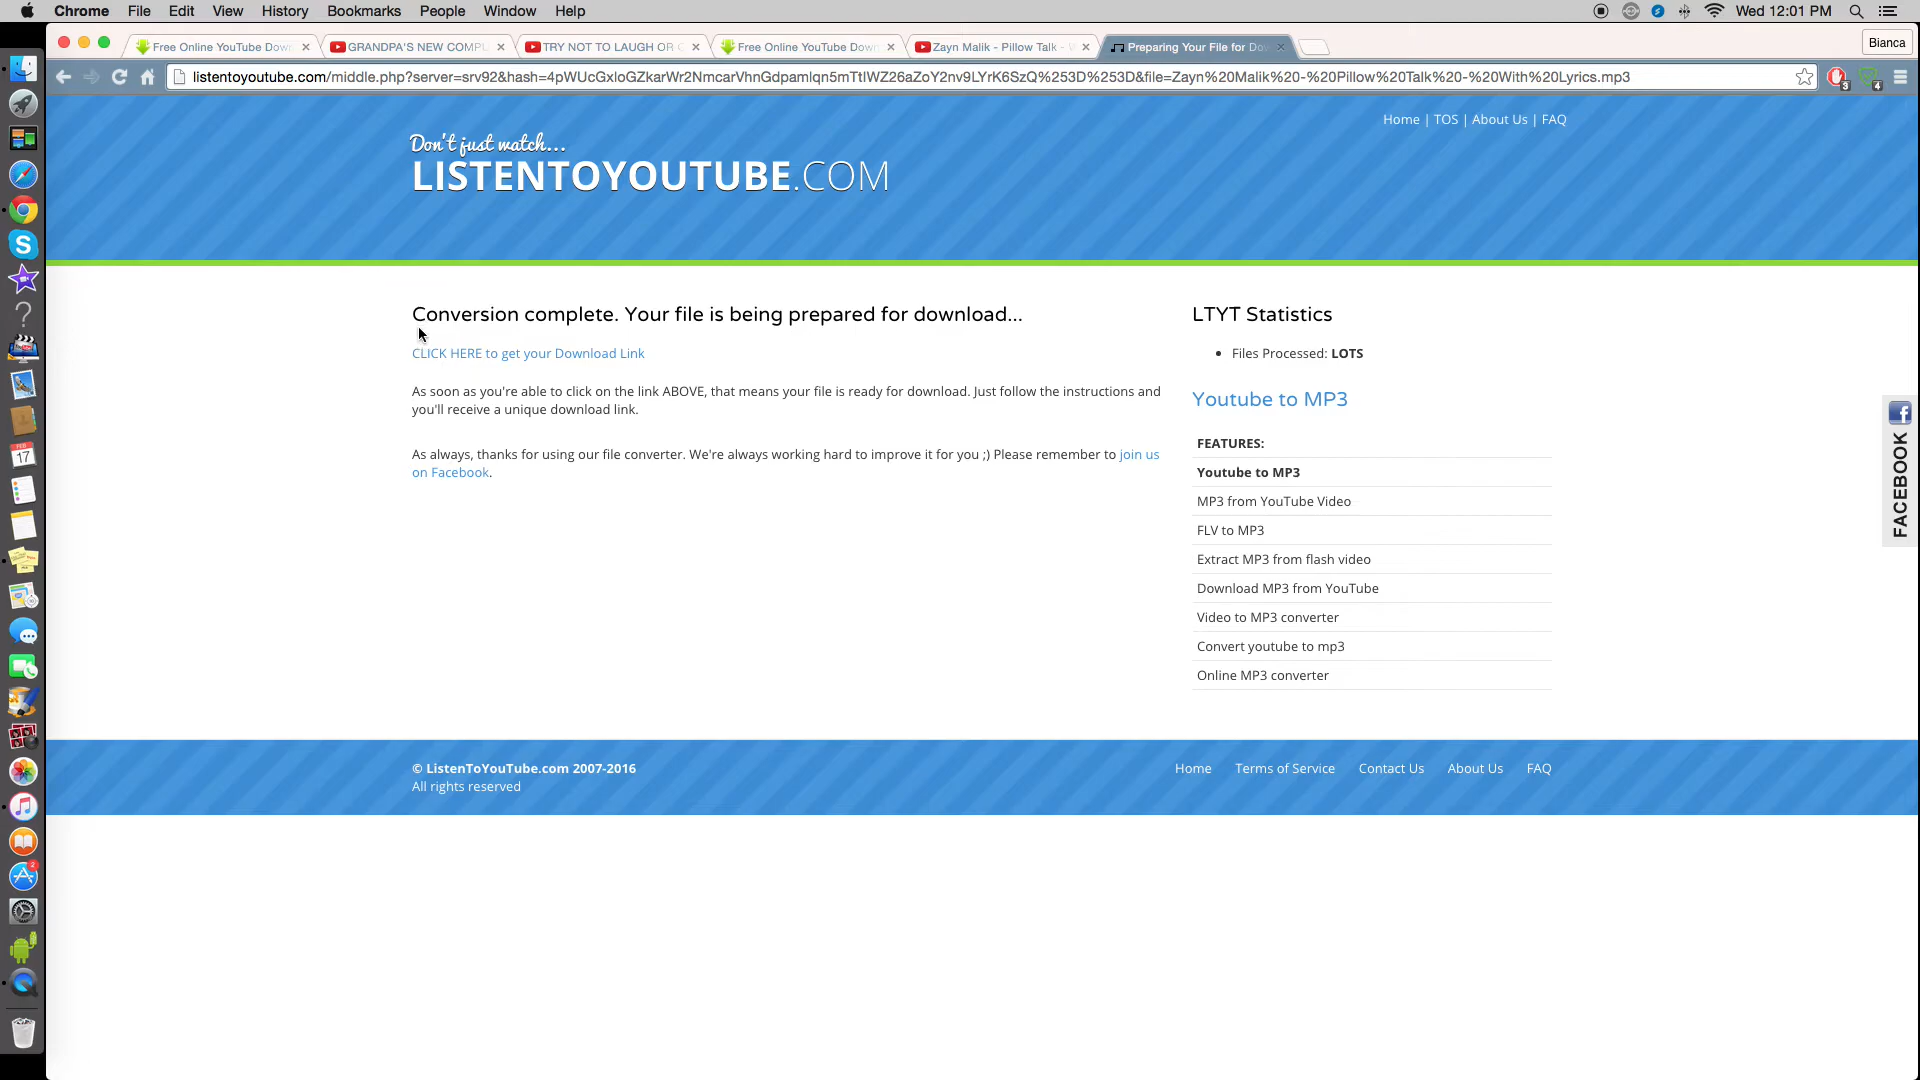 Chrome File Edit View History Bookmarks People Window Help Wed 12:01 PM
Free Online YouTube Dow GRANDPA'S NEW COMPU TRY NOT TO LAUGH OR Free Online YouTube Down Zayn Malik - Pillow Talk - Preparing Your File for Do Bianca
listentoyoutube.com/middle.php?server=srv92&hash=4pWUcGxloGZkarWr2NmcarVhnGdpamlqn5mTtlWZ26aZoY2nv9LYrK6SzQ%253D%253D&file=Zayn%20Malik%20-%20Pillow%20Talk%20-%20With%20Lyrics.mp3
3 4
Home | TOS | About Us | FAQ
Don't just watch...
LISTENTOYOUTUBE.COM
Conversion complete. Your file is being prepared for download...
CLICK HERE to get your Download Link
As soon as you're able to click on the link ABOVE, that means your file is ready for download. Just follow the instructions and
you'll receive a unique download link.
As always, thanks for using our file converter. We're always working hard to improve it for you ;) Please remember to join us
on Facebook.
LTYT Statistics
• Files Processed: LOTS
Youtube to MP3
FEATURES:
Youtube to MP3
MP3 from YouTube Video
FLV to MP3
Extract MP3 from flash video
Download MP3 from YouTube
Video to MP3 converter
Convert youtube to mp3
Online MP3 converter
FACEBOOK
FEB
17
2
© ListenToYouTube.com 2007-2016
All rights reserved
Home Terms of Service Contact Us About Us FAQ